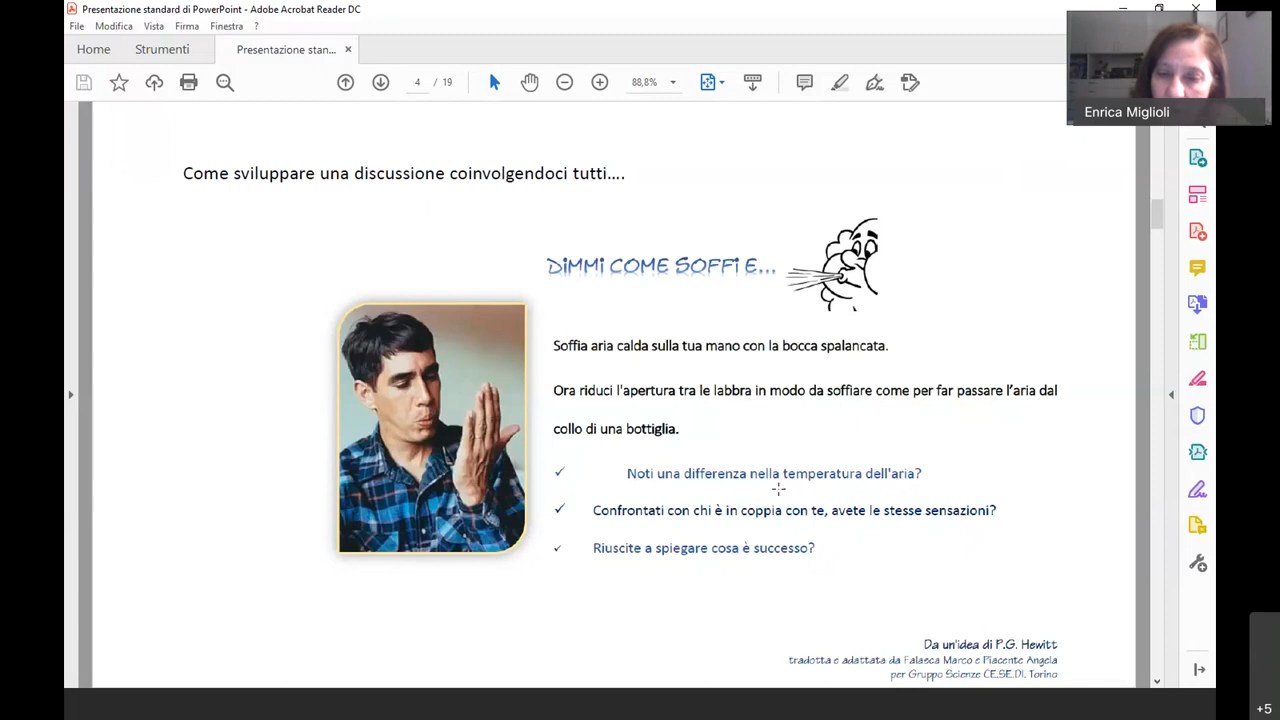 Presentazione standard di PowerPoint - Adobe Acrobat Reader DC
File Modifica Vista Firma Finestra ?
Home Strumenti Presentazione stan... ×
4 / 19 88,8%
Enrica Miglioli
Come sviluppare una discussione coinvolgendoci tutti....
DIMMI COME SOFFI E...
Soffia aria calda sulla tua mano con la bocca spalancata.
Ora riduci l'apertura tra le labbra in modo da soffiare come per far passare l’aria dal
collo di una bottiglia.
✓ Noti una differenza nella temperatura dell'aria?
✓ Confrontati con chi è in coppia con te, avete le stesse sensazioni?
✓ Riuscite a spiegare cosa è successo?
Da un'idea di P.G. Hewitt
tradotta e adattata da Falasca Marco e Piacente Angela
per Gruppo Scienze CE.SE.DI. Torino
+5